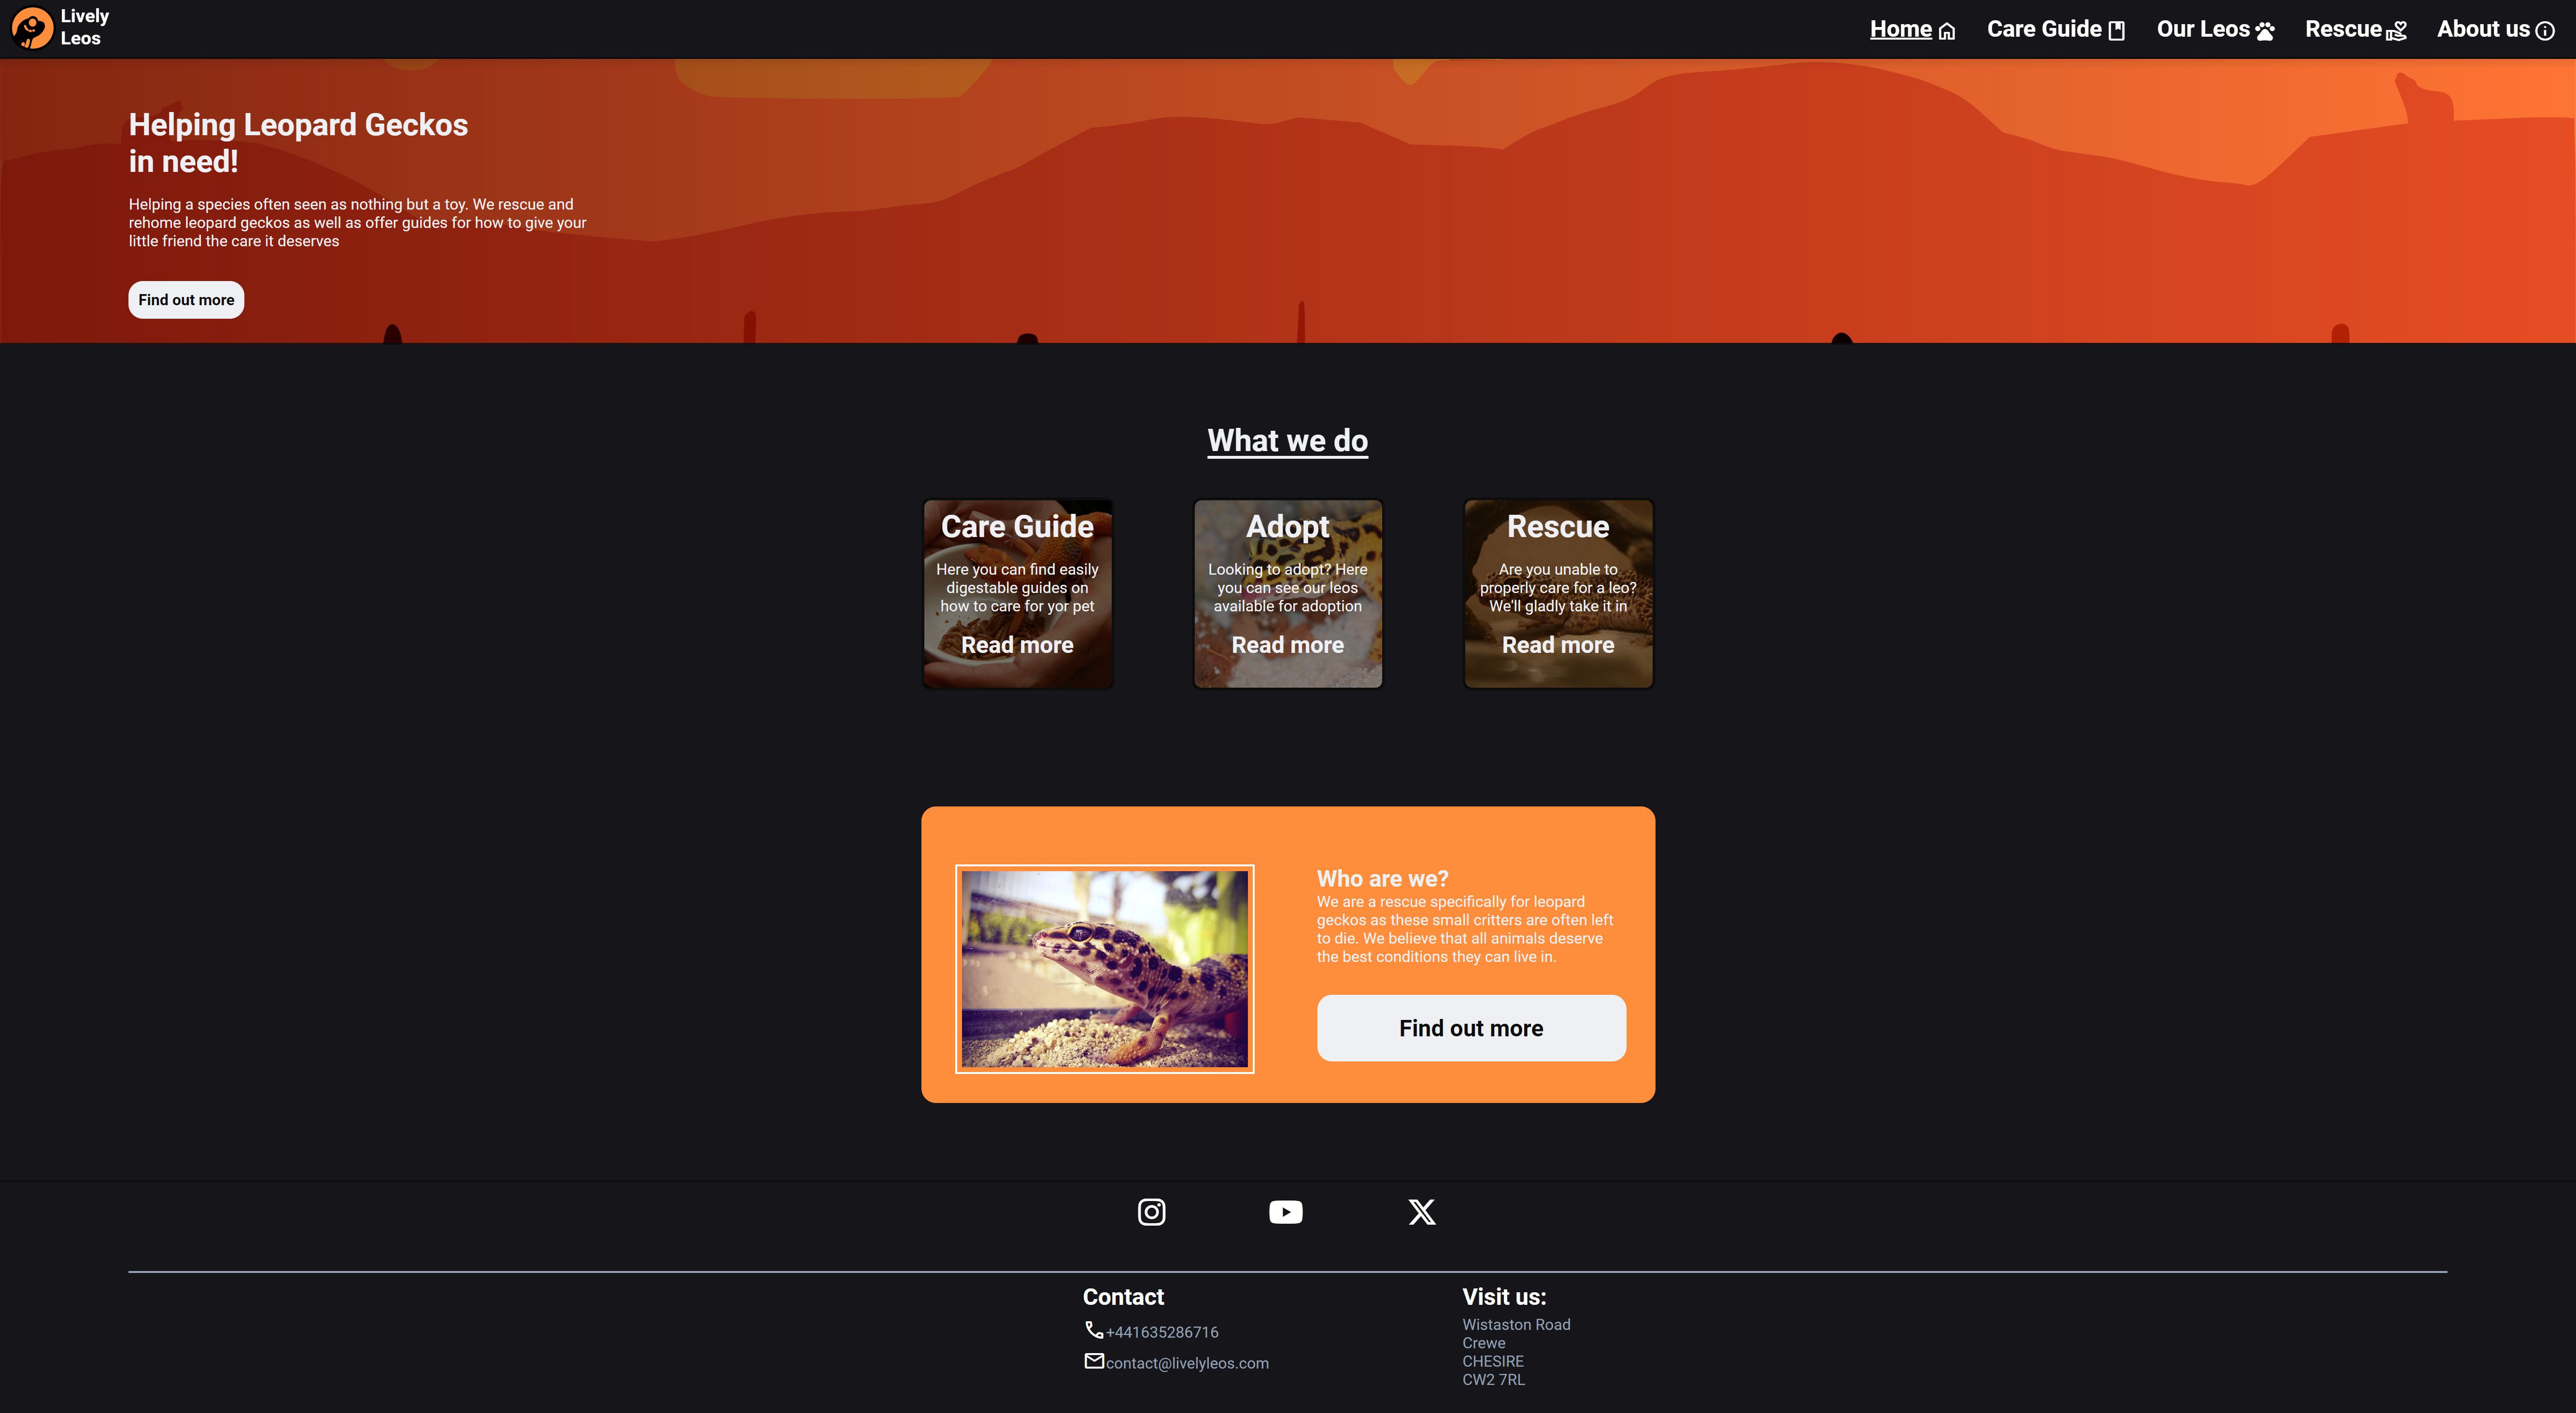 Lively
Leos
Home
Care Guide
Our Leos
Rescue
About us
Helping Leopard Geckos
in need!
Helping a species often seen as nothing but a toy. We rescue and
rehome leopard geckos as well as offer guides for how to give your
little friend the care it deserves
Find out more
What we do
Care Guide
Here you can find easily
digestable guides on
how to care for yor pet
Read more
Adopt
Looking to adopt? Here
you can see our leos
available for adoption
Read more
Rescue
Are you unable to
properly care for a leo?
We'll gladly take it in
Read more
Who are we?
We are a rescue specifically for leopard
geckos as these small critters are often left
to die. We believe that all animals deserve
the best conditions they can live in.
Find out more
Contact
+441635286716
contact@livelyleos.com
Visit us:
Wistaston Road
Crewe
CHESIRE
CW2 7RL